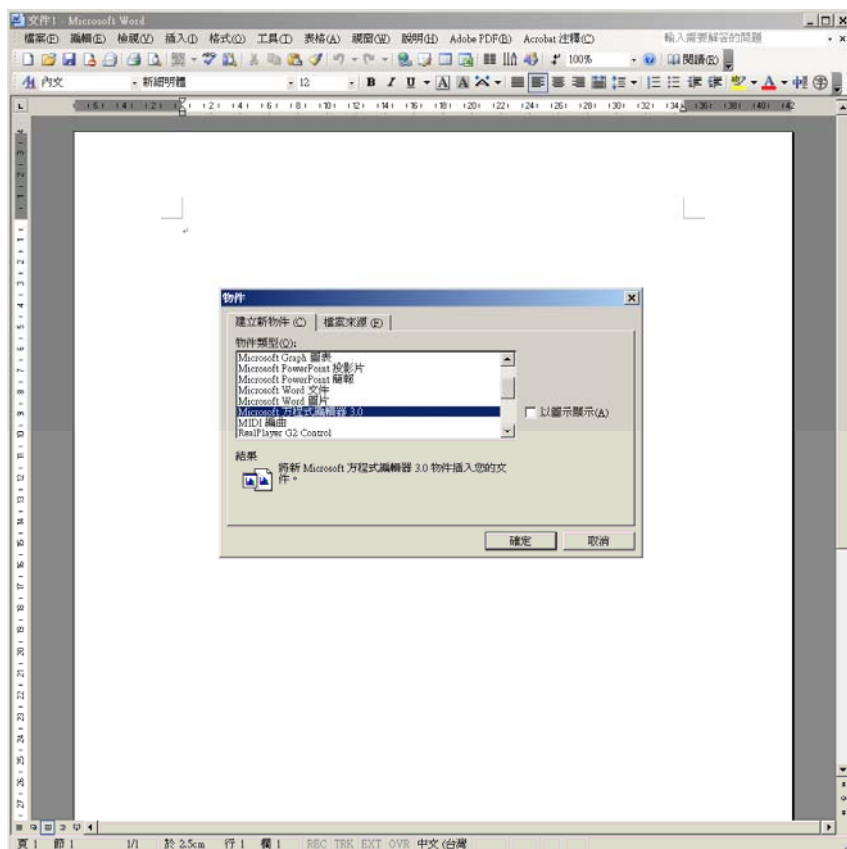 文件1 - Microsoft Word
檔案(F) 編輯(E) 檢視(V) 插入(I) 格式(O) 工具(T) 表格(A) 視窗(W) 說明(H) Adobe PDF(B) Acrobat 註釋(C) 輸入需要解答的問題
100% 閱讀(R)
內文 新細明體 12 B I U A A A
物件
建立新物件 (C) 檔案來源 (F)
物件類型(O):
Microsoft Graph 圖表
Microsoft PowerPoint 投影片
Microsoft PowerPoint 簡報
Microsoft Word 文件
Microsoft Word 圖片
Microsoft 方程式編輯器 3.0
MIDI 編曲
RealPlayer G2 Control
以圖示顯示(A)
結果
將新 Microsoft 方程式編輯器 3.0 物件插入您的文
件。
確定 取消
頁 1 節 1 1/1 於 2.5cm 行 1 欄 1 REC TRK EXT OVR 中文(台灣